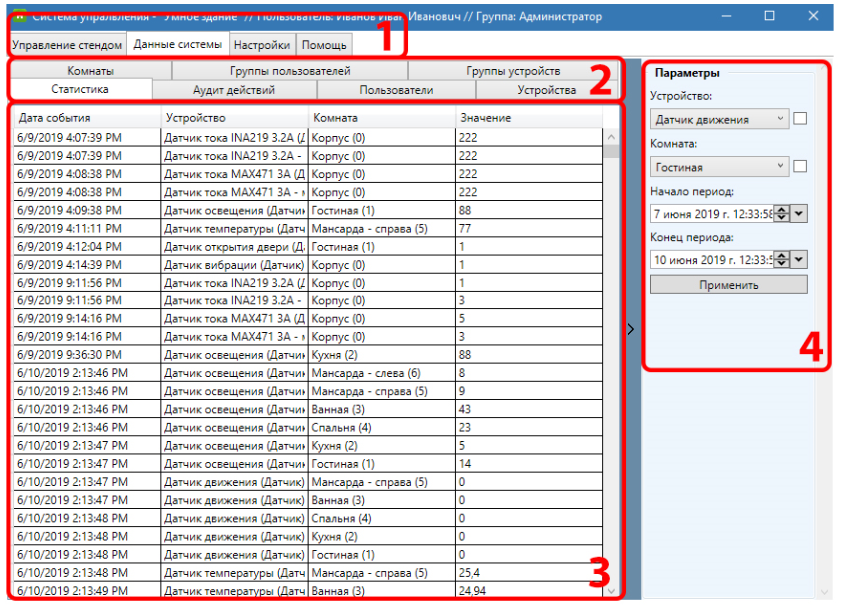 Система управления - "Умное здание" // Пользователь: Иванов Иван Иванович // Группа: Администратор
Управление стендом Данные системы Настройки Помощь
1
Комнаты Группы пользователей Группы устройств
Статистика Аудит действий Пользователи Устройства
2
Дата события Устройство Комната Значение
6/9/2019 4:07:39 PM Датчик тока INA219 3.2A (Д Корпус (0) 222
6/9/2019 4:07:39 PM Датчик тока INA219 3.2A - Корпус (0) 222
6/9/2019 4:08:38 PM Датчик тока MAX471 3A (Д Корпус (0) 222
6/9/2019 4:08:38 PM Датчик тока MAX471 3A - Корпус (0) 222
6/9/2019 4:09:38 PM Датчик освещения (Датчик Гостиная (1) 88
6/9/2019 4:11:11 PM Датчик температуры (Датч Мансарда - справа (5) 77
6/9/2019 4:12:04 PM Датчик открытия двери (Д Гостиная (1) 1
6/9/2019 4:14:39 PM Датчик вибрации (Датчик) Корпус (0) 1
6/9/2019 9:11:56 PM Датчик тока INA219 3.2A (Д Корпус (0) 1
6/9/2019 9:11:56 PM Датчик тока INA219 3.2A - Корпус (0) 3
6/9/2019 9:14:16 PM Датчик тока MAX471 3A (Д Корпус (0) 5
6/9/2019 9:14:16 PM Датчик тока MAX471 3A - Корпус (0) 3
6/9/2019 9:36:30 PM Датчик освещения (Датчик Кухня (2) 88
6/10/2019 2:13:46 PM Датчик освещения (Датчик Мансарда - слева (6) 8
6/10/2019 2:13:46 PM Датчик освещения (Датчик Мансарда - справа (5) 9
6/10/2019 2:13:46 PM Датчик освещения (Датчик Ванная (3) 43
6/10/2019 2:13:46 PM Датчик освещения (Датчик Спальня (4) 23
6/10/2019 2:13:47 PM Датчик освещения (Датчик Кухня (2) 5
6/10/2019 2:13:47 PM Датчик освещения (Датчик Гостиная (1) 14
6/10/2019 2:13:47 PM Датчик движения (Датчик) Мансарда - справа (5) 0
6/10/2019 2:13:47 PM Датчик движения (Датчик) Ванная (3) 0
6/10/2019 2:13:48 PM Датчик движения (Датчик) Спальня (4) 0
6/10/2019 2:13:48 PM Датчик движения (Датчик) Кухня (2) 0
6/10/2019 2:13:48 PM Датчик движения (Датчик) Гостиная (1) 0
6/10/2019 2:13:48 PM Датчик температуры (Датч Мансарда - справа (5) 25,4
6/10/2019 2:13:49 PM Датчик температуры (Датч Ванная (3) 24,94
3
Параметры
Устройство:
Датчик движения
Комната:
Гостиная
Начало период:
7 июня 2019 г. 12:33:58
Конец периода:
10 июня 2019 г. 12:33:5
Применить
4